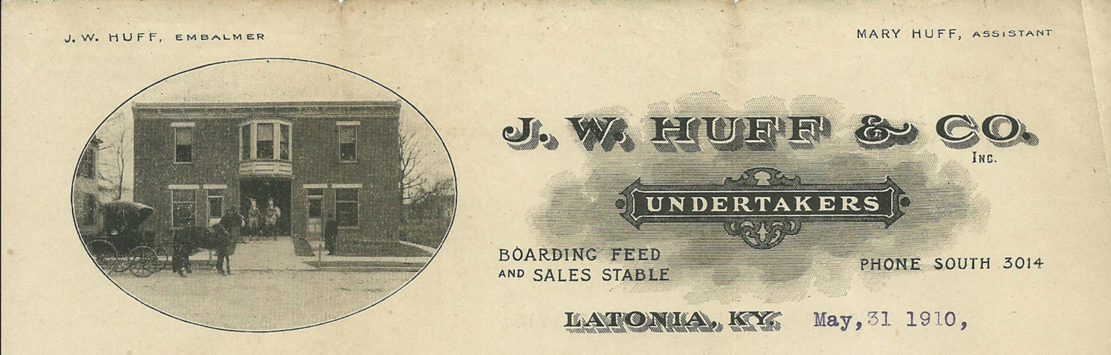 J. W. HUFF, EMBALMER
MARY HUFF, ASSISTANT
J. W. HUFF & CO.
INC.
UNDERTAKERS
BOARDING FEED
AND SALES STABLE
PHONE SOUTH 3014
LATONIA, KY. May,31 1910,